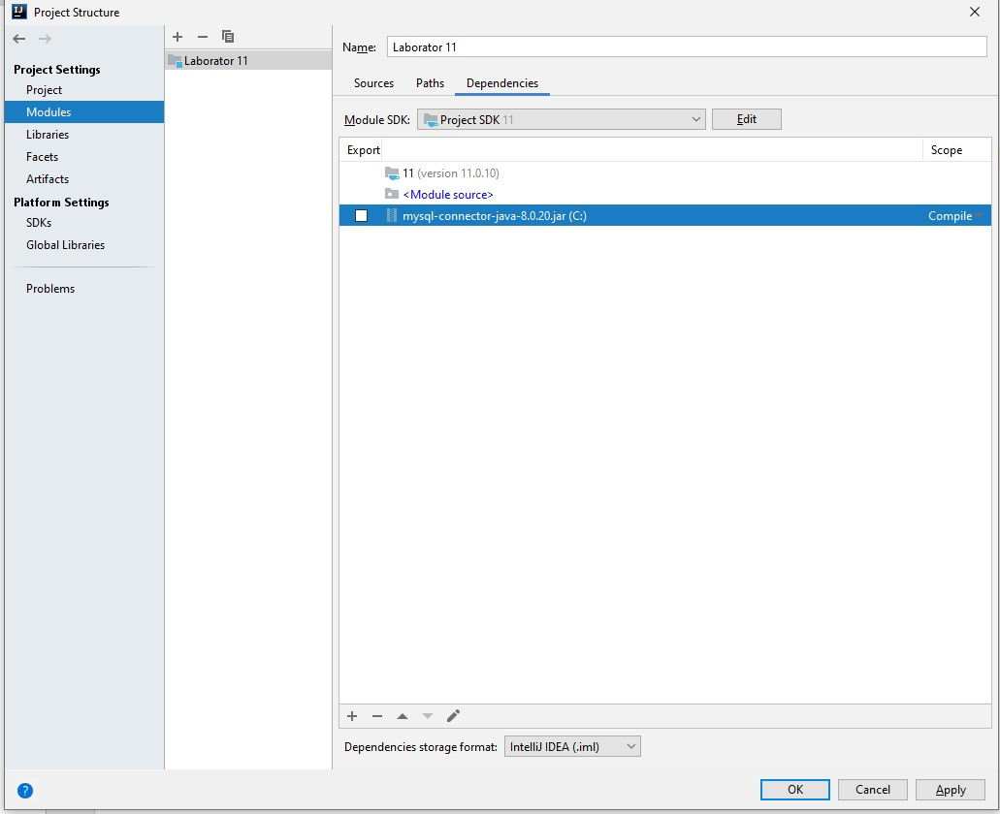 Project Structure
Project Settings
Project
Modules
Libraries
Facets
Artifacts
Platform Settings
SDKs
Global Libraries
Problems
Laborator 11
Name: Laborator 11
Sources Paths Dependencies
Module SDK: Project SDK 11 Edit
Export Scope
11 (version 11.0.10)
<Module source>
mysql-connector-java-8.0.20.jar (C:) Compile
Dependencies storage format: IntelliJ IDEA (.iml)
? OK Cancel Apply